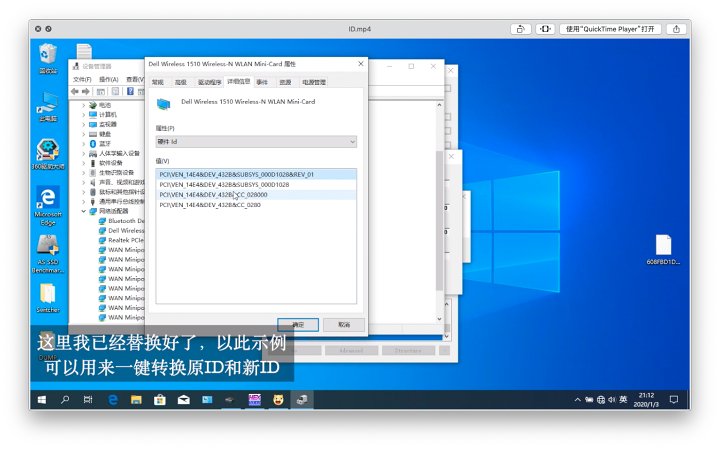 ID.mp4
使用"QuickTime Player"打开
回收站
此电脑
360驱动大师
Microsoft
Edge
AS SSD
Benchmar...
Switcher
608FBD1D...
设备管理器
文件(F) 操作(A) 查看(V)
电池
计算机
监视器
键盘
蓝牙
人体学输入设备
软件设备
生物识别设备
声音、视频和游戏
鼠标和其他指针设
通用串行总线控制
网络适配器
Bluetooth De
Dell Wireless
Realtek PCIe
WAN Minipo
WAN Minipo
WAN Minipo
WAN Minipo
WAN Minipo
WAN Minipo
WAN Minipo
WAN Minipo
Dell Wireless 1510 Wireless-N WLAN Mini-Card 属性
常规 高级 驱动程序 详细信息 事件 资源 电源管理
Dell Wireless 1510 Wireless-N WLAN Mini-Card
属性(P)
硬件 Id
值(V)
PCI\VEN_14E4&DEV_432B&SUBSYS_000D1028&REV_01
PCI\VEN_14E4&DEV_432B&SUBSYS_000D1028
PCI\VEN_14E4&DEV_432B&CC_028000
PCI\VEN_14E4&DEV_432B&CC_0280
确定 取消
Advanced
这里我已经替换好了，以此示例
可以用来一键转换原ID和新ID
英
21:12
2020/1/3